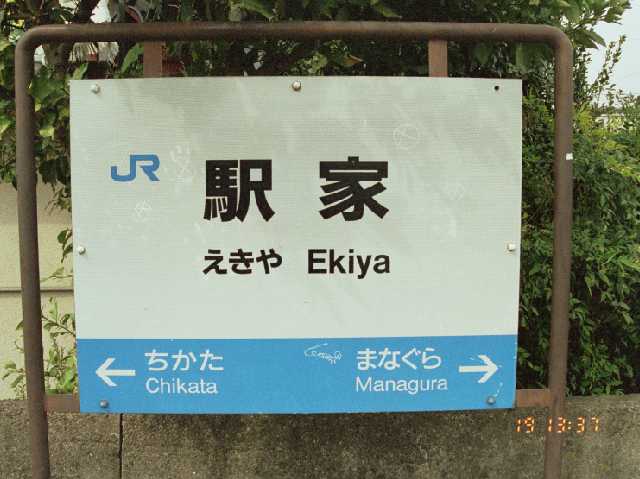 JR
駅家
えきや Ekiya
← ちかた まなぐら →
Chikata Managura
19 13:37